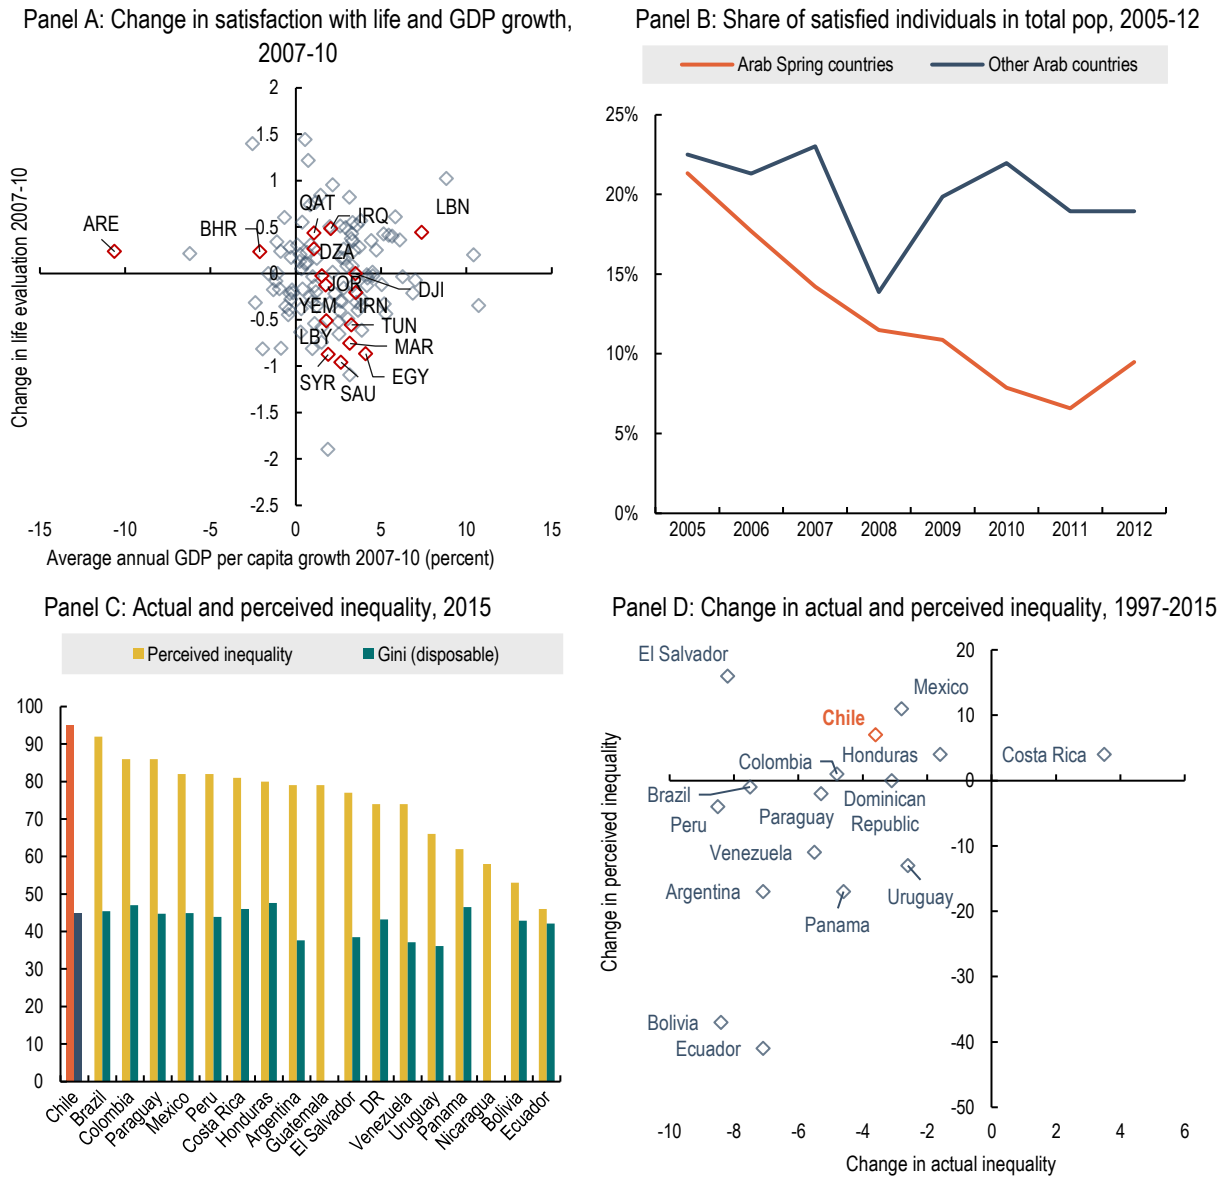 Panel A: Change in satisfaction with life and GDP growth,
2007-10
2
1.5
1
0.5
0
-0.5
-1
-1.5
-2
-2.5
-15
-10
-5
0
5
10
15
Change in life evaluation 2007-10
Average annual GDP per capita growth 2007-10 (percent)
ARE
BHR
QAT
IRQ
LBN
DZA
JOR
DJI
YEM
IRN
LBY
TUN
MAR
SYR
SAU
EGY
Panel B: Share of satisfied individuals in total pop, 2005-12
Arab Spring countries
Other Arab countries
25%
20%
15%
10%
5%
0%
2005
2006
2007
2008
2009
2010
2011
2012
Panel C: Actual and perceived inequality, 2015
Perceived inequality
Gini (disposable)
100
90
80
70
60
50
40
30
20
10
0
Chile
Brazil
Colombia
Paraguay
Mexico
Peru
Costa Rica
Honduras
Argentina
Guatemala
El Salvador
DR
Venezuela
Uruguay
Panama
Nicaragua
Bolivia
Ecuador
Panel D: Change in actual and perceived inequality, 1997-2015
20
10
0
-10
-20
-30
-40
-50
-10
-8
-6
-4
-2
0
2
4
6
Change in perceived inequality
Change in actual inequality
El Salvador
Mexico
Chile
Colombia
Honduras
Costa Rica
Brazil
Peru
Paraguay
Dominican
Republic
Venezuela
Argentina
Panama
Uruguay
Bolivia
Ecuador